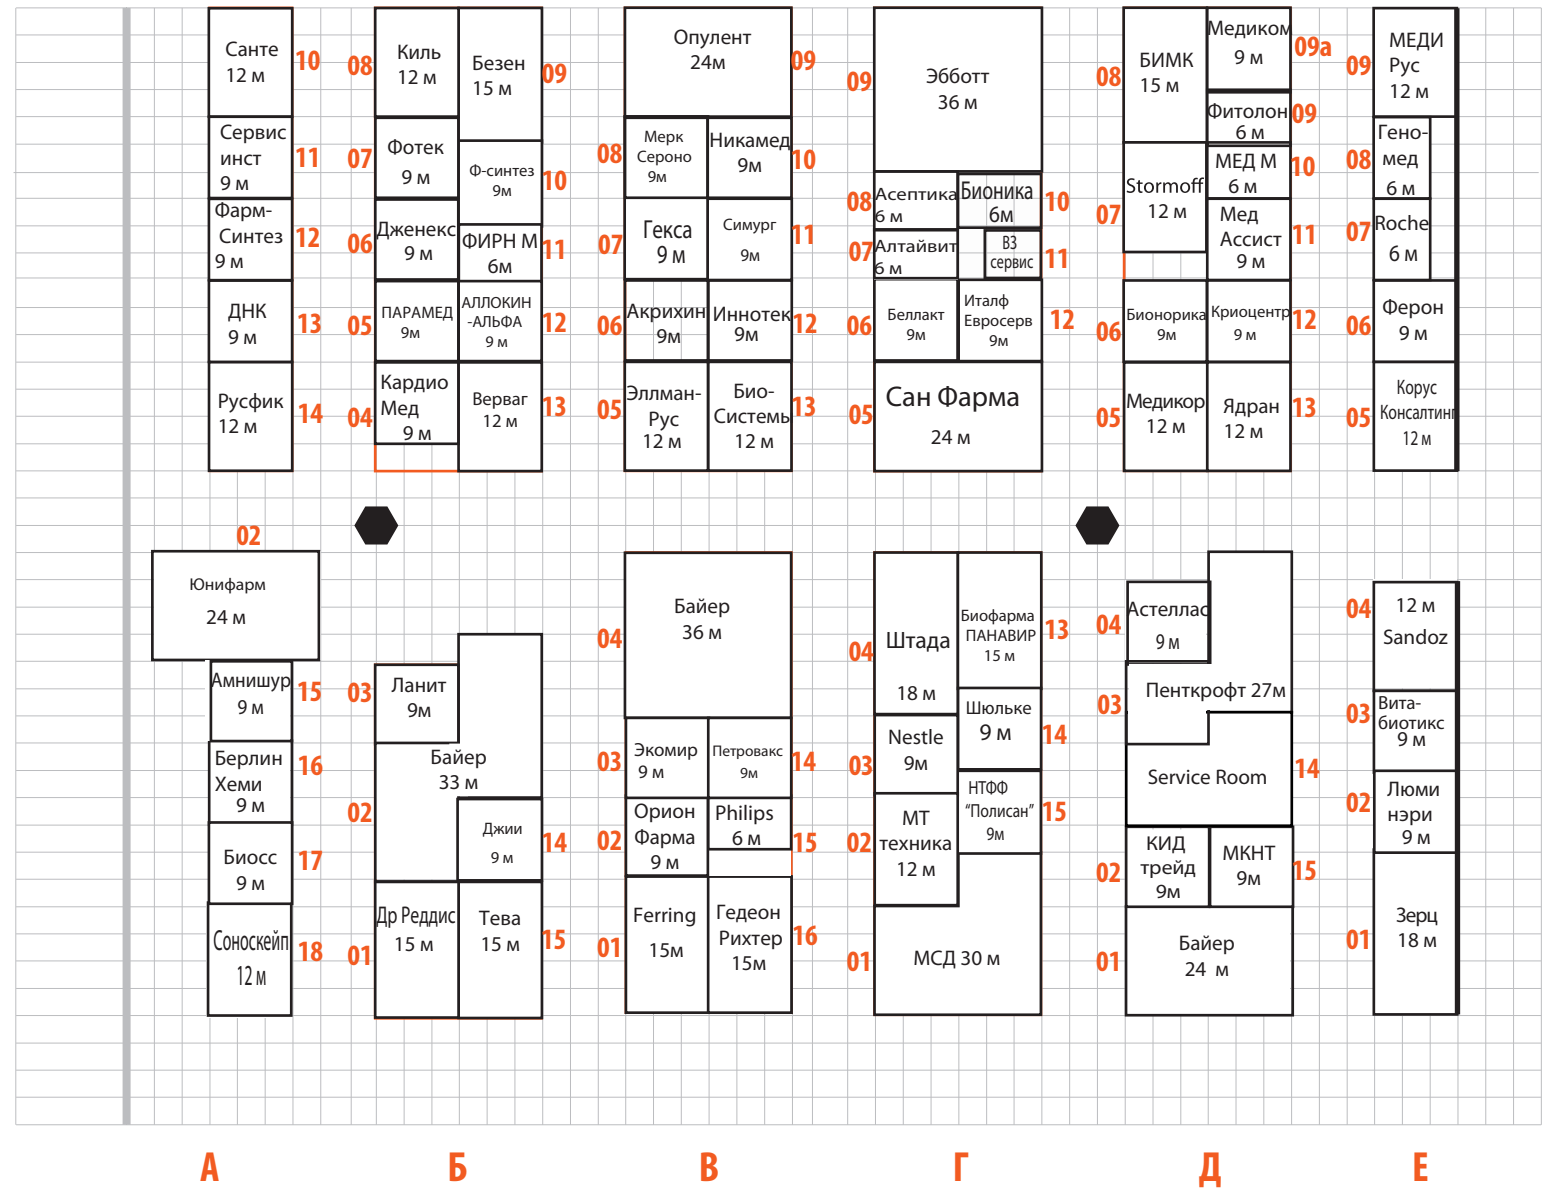 Санте
12 м
10
Сервис
инст
9 м
11
Фарм-
Синтез
9 м
12
ДНК
9 м
13
Русфик
12 м
14
02
Юнифарм
24 м
Амнишур
9 м
15
Берлин
Хеми
9 м
16
Биосс
9 м
17
Соноскейп
12 м
18
А
08
Киль
12 м
Безен
15 м
09
07
Фотек
9 м
Ф-синтез
9м
10
06
Дженекс
9 м
ФИРН М
6м
11
05
ПАРАМЕД
9м
АЛЛОКИН
-АЛЬФА
9 м
12
04
Кардио
Мед
9 м
Верваг
12 м
13
03
Ланит
9м
02
Байер
33 м
Джии
9 м
14
01
Др Реддис
15 м
Тева
15 м
15
Б
Опулент
24м
09
08
Мерк
Сероно
9м
Никамед
9м
10
07
Гекса
9 м
Симург
9м
11
06
Акрихин
9м
Иннотек
9м
12
05
Эллман-
Рус
12 м
Био-
Системь
12 м
13
04
Байер
36 м
03
Экомир
9 м
Петровакс
9м
14
02
Орион
Фарма
9 м
Philips
6 м
15
01
Ferring
15м
Гедеон
Рихтер
15м
16
В
09
Эбботт
36 м
08
Асептика
6 м
Бионика
6м
10
07
Алтайвит
6 м
ВЗ
сервис
11
06
Беллакт
9м
Италф
Евросерв
9м
12
05
Сан Фарма
24 м
04
Штада
18 м
Биофарма
ПАНАВИР
15 м
13
Шюльке
9 м
14
03
Nestle
9м
НТФФ
“Полисан”
9м
15
02
МТ
техника
12 м
01
МСД 30 м
Г
08
БИМК
15 м
Медиком
9 м
09а
Фитолон
6 м
09
07
Stormoff
12 м
МЕД М
6 м
10
Мед
Ассист
9 м
11
06
Бионорика
9м
Криоцентр
9 м
12
05
Медикор
12 м
Ядран
12 м
13
04
Астеллас
9 м
03
Пенткрофт 27м
Service Room
14
02
КИД
трейд
9м
МКНТ
9м
15
01
Байер
24 м
Д
09
МЕДИ
Рус
12 м
08
Гено-
мед
6 м
07
Roche
6 м
06
Ферон
9 м
05
Корус
Консалтинг
12 м
04
12 м
Sandoz
03
Вита-
биотикс
9 м
02
Люми
нэри
9 м
01
Зерц
18 м
Е